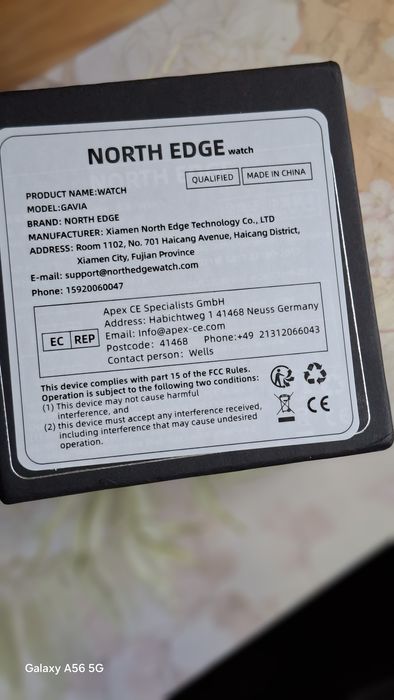 NORTH EDGE watch
QUALIFIED MADE IN CHINA
PRODUCT NAME:WATCH
MODEL:GAVIA
BRAND: NORTH EDGE
MANUFACTURER: Xiamen North Edge Technology Co., LTD
ADDRESS: Room 1102, No. 701 Haicang Avenue, Haicang District,
Xiamen City, Fujian Province
E-mail: support@northedgewatch.com
Phone: 15920060047
EC REP
Apex CE Specialists GmbH
Address: Habichtweg 1 41468 Neuss Germany
Email: Info@apex-ce.com
Postcode: 41468 Phone:+49 21312066043
Contact person: Wells
This device complies with part 15 of the FCC Rules.
Operation is subject to the following two conditions:
(1) This device may not cause harmful
interference, and
(2) this device must accept any interference received,
including interference that may cause undesired
operation.
CE
Galaxy A56 5G